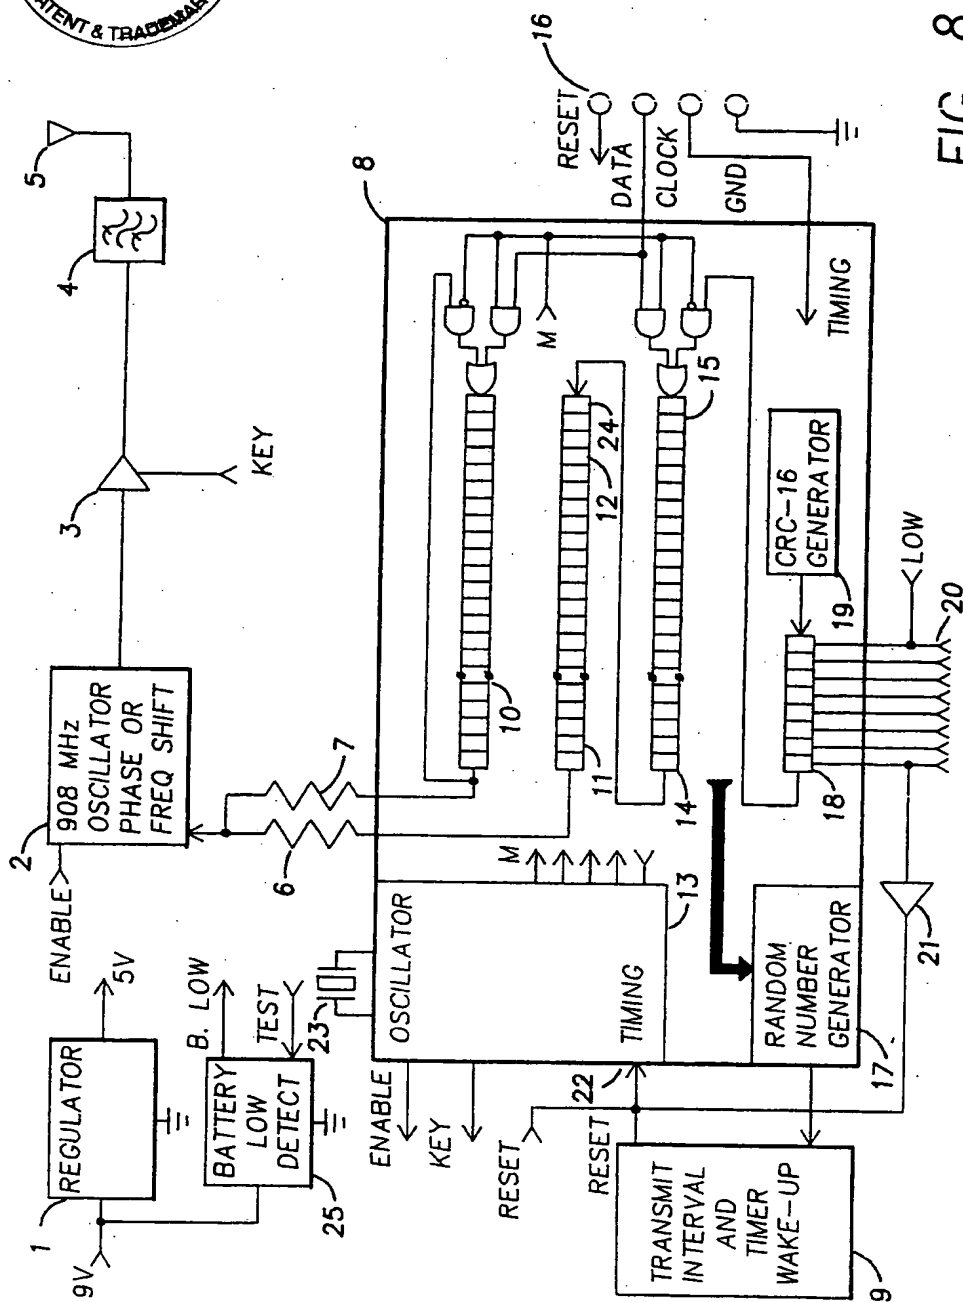 PATENT & TRADEMAR
1
REGULATOR
5V
9V
BATTERY
LOW
DETECT
25
B. LOW
TEST
ENABLE
2
908 MHz
OSCILLATOR
PHASE OR
FREQ SHIFT
3
KEY
4
5
6
7
23
8
OSCILLATOR
TIMING
13
M
ENABLE
KEY
RESET
RESET
22
TRANSMIT
INTERVAL
AND
TIMER
WAKE-UP
9
RANDOM
NUMBER
GENERATOR
17
10
11
12
24
14
15
M
18
19
CRC-16
GENERATOR
TIMING
RESET
16
DATA
CLOCK
GND
LOW
20
21
FIG. 8